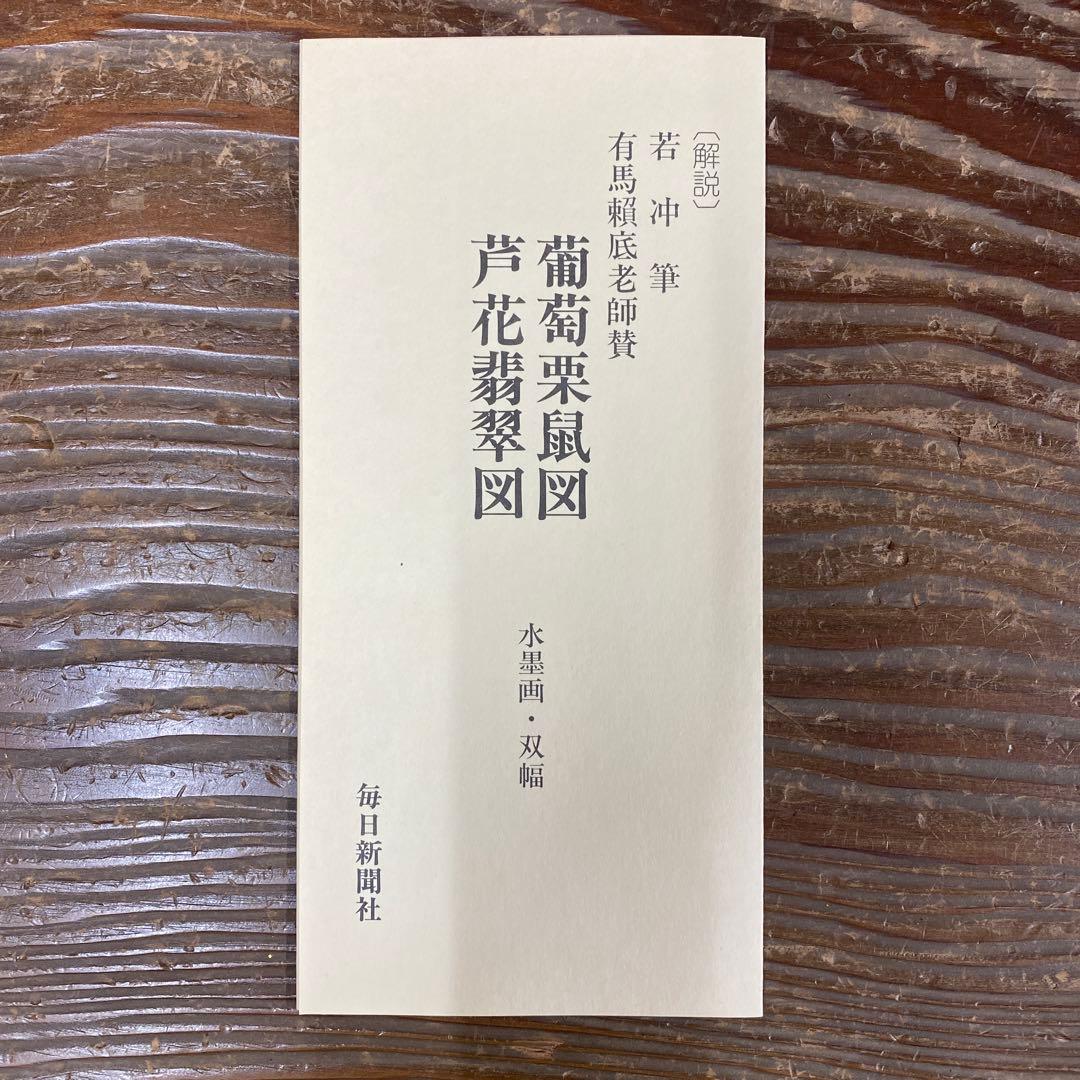 〔解説〕
若冲筆
有馬賴底老師賛
葡萄栗鼠図
芦花翡翠図
水墨画・双幅
毎日新聞社